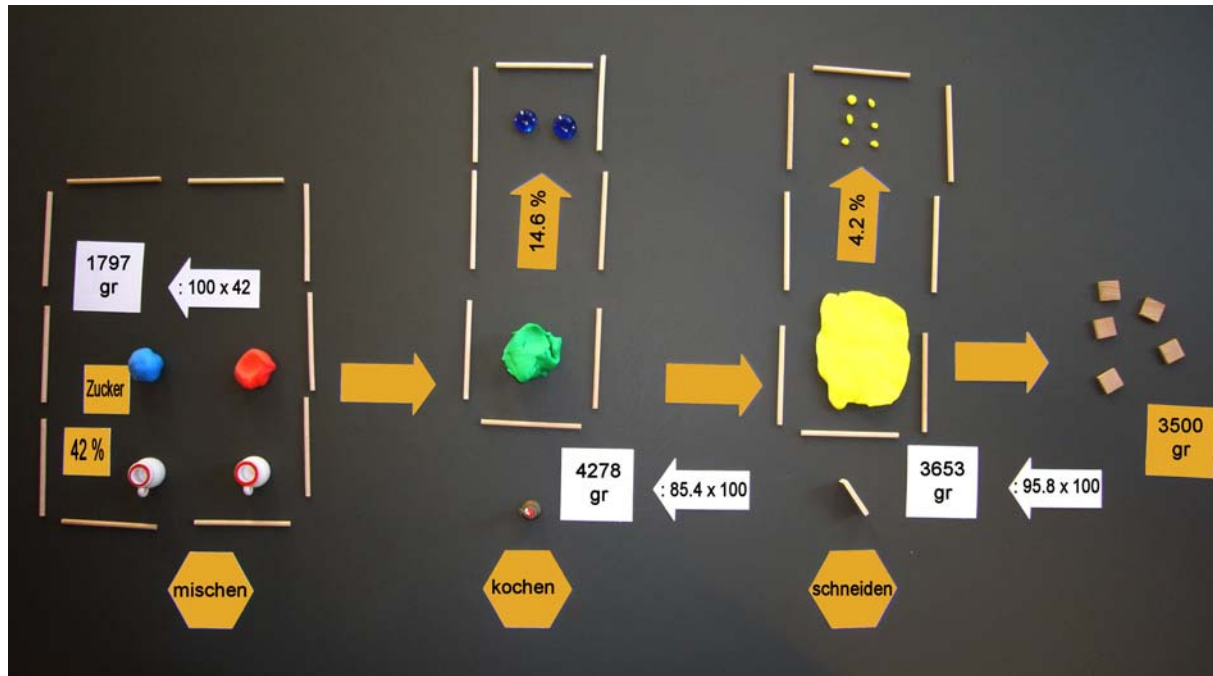 1797
gr
: 100 x 42
Zucker
42 %
mischen
14.6 %
4278
gr
: 85.4 x 100
kochen
4.2 %
3653
gr
: 95.8 x 100
schneiden
3500
gr